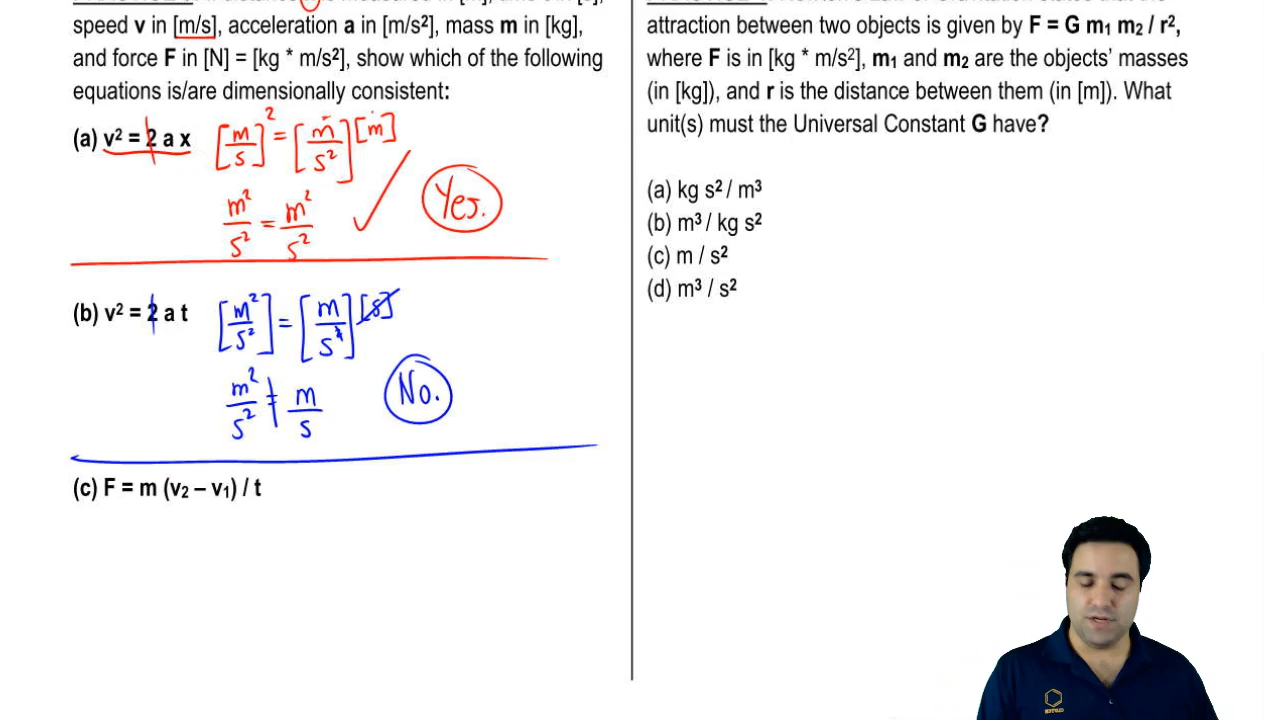 speed v in [m/s], acceleration a in [m/s²], mass m in [kg],
and force F in [N] = [kg * m/s²], show which of the following
equations is/are dimensionally consistent:
(a) v² = 2 a x [m/s]² = [m/s²][m]
m²/s² = m²/s² ✓ Yes.
(b) v² = 2 a t [m²/s²] = [m/s²][s]
m²/s² ≠ m/s No.
(c) F = m (v₂ – v₁) / t
attraction between two objects is given by F = G m₁ m₂ / r²,
where F is in [kg * m/s²], m₁ and m₂ are the objects' masses
(in [kg]), and r is the distance between them (in [m]). What
unit(s) must the Universal Constant G have?
(a) kg s² / m³
(b) m³ / kg s²
(c) m / s²
(d) m³ / s²